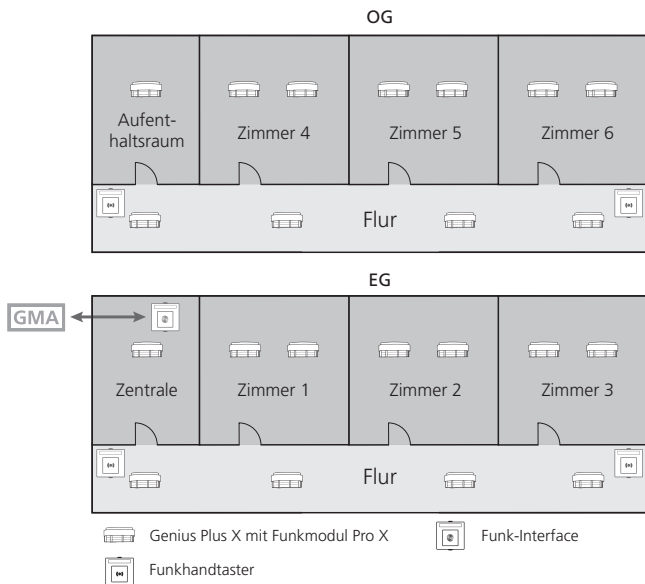 OG
Aufent-
haltsraum
Zimmer 4
Zimmer 5
Zimmer 6
Flur
EG
GMA
Zentrale
Zimmer 1
Zimmer 2
Zimmer 3
Flur
Genius Plus X mit Funkmodul Pro X
Funk-Interface
Funkhandtaster